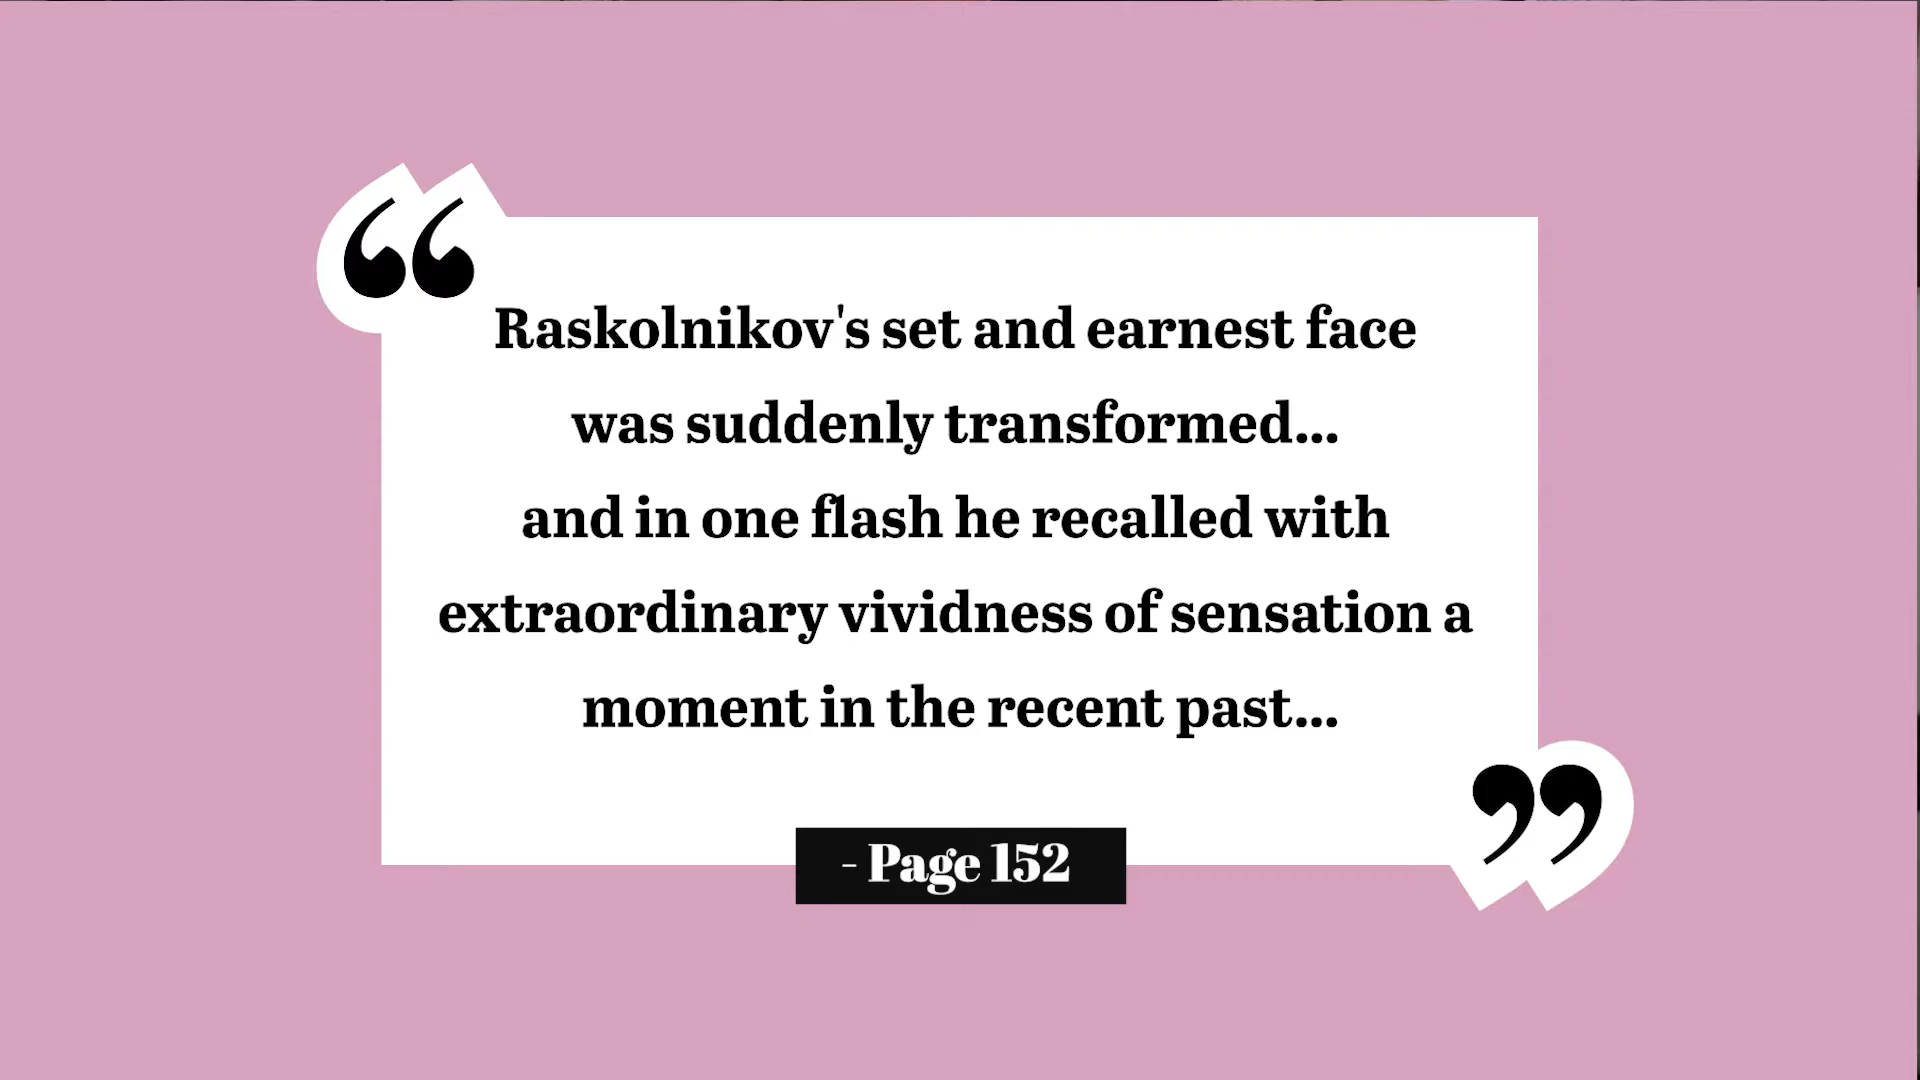 Raskolnikov's set and earnest face
was suddenly transformed...
and in one flash he recalled with
extraordinary vividness of sensation a
moment in the recent past...
- Page 152